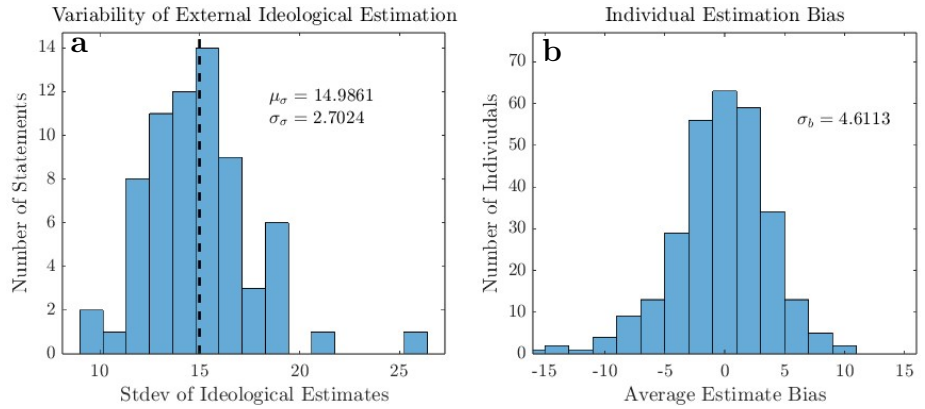 Variability of External Ideological Estimation
a
μσ = 14.9861
σσ = 2.7024
Number of Statements
0
2
4
6
8
10
12
14
10
15
20
25
Stdev of Ideological Estimates
Individual Estimation Bias
b
σb = 4.6113
Number of Indiviudals
0
10
20
30
40
50
60
70
-15
-10
-5
0
5
10
15
Average Estimate Bias